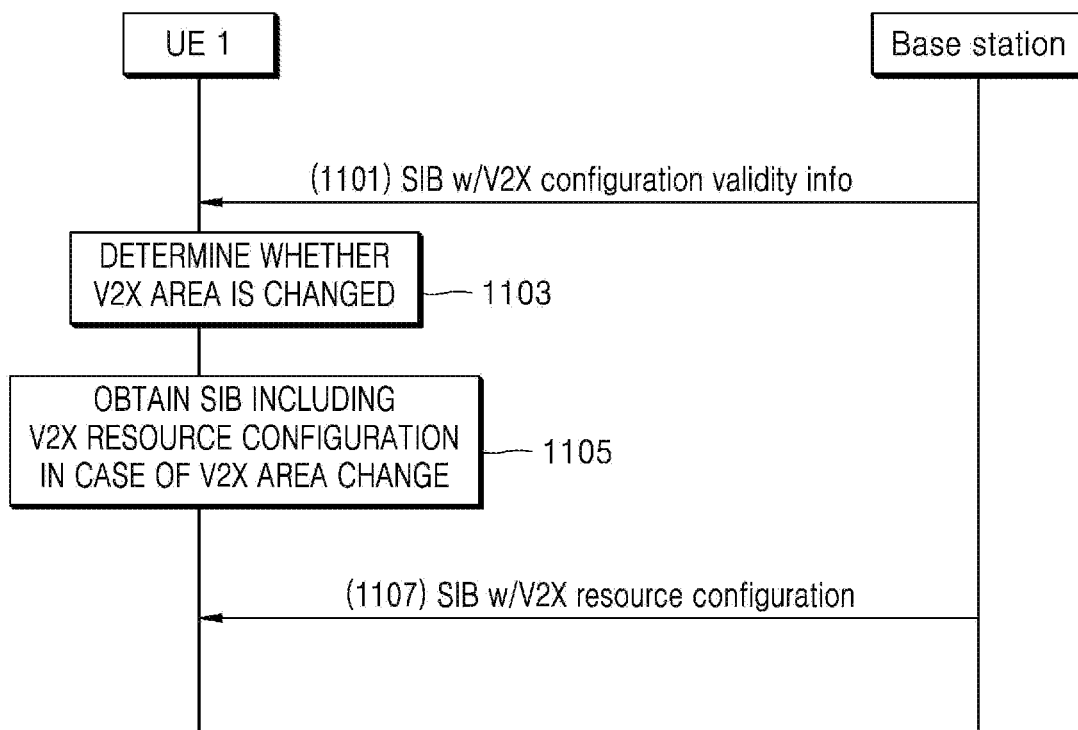 UE 1
Base station
(1101) SIB w/V2X configuration validity info
DETERMINE WHETHER
V2X AREA IS CHANGED
1103
OBTAIN SIB INCLUDING
V2X RESOURCE CONFIGURATION
IN CASE OF V2X AREA CHANGE
1105
(1107) SIB w/V2X resource configuration